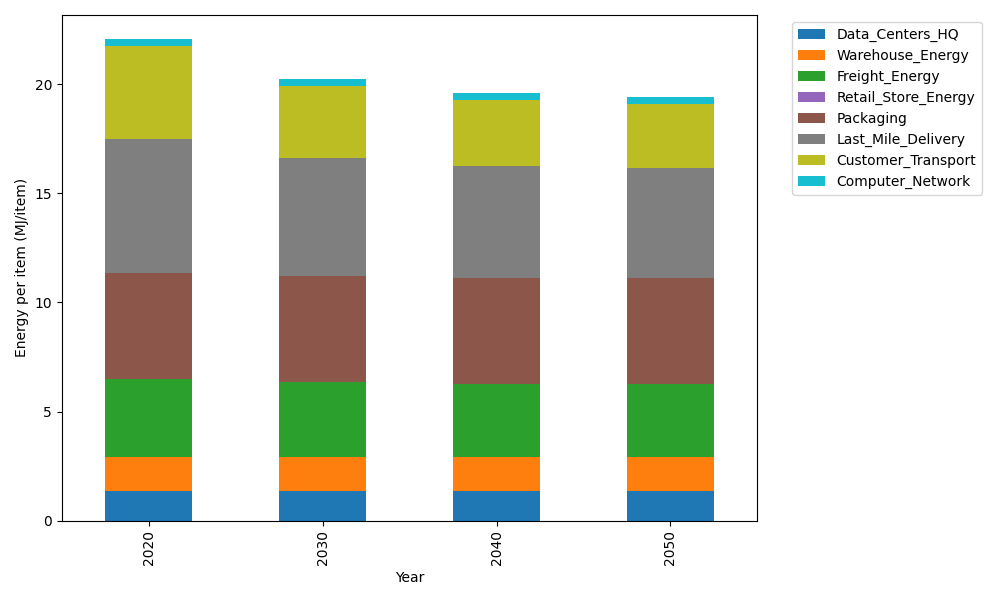 20
15
10
5
0
Energy per item (MJ/item)
2020
2030
2040
2050
Year
Data_Centers_HQ
Warehouse_Energy
Freight_Energy
Retail_Store_Energy
Packaging
Last_Mile_Delivery
Customer_Transport
Computer_Network